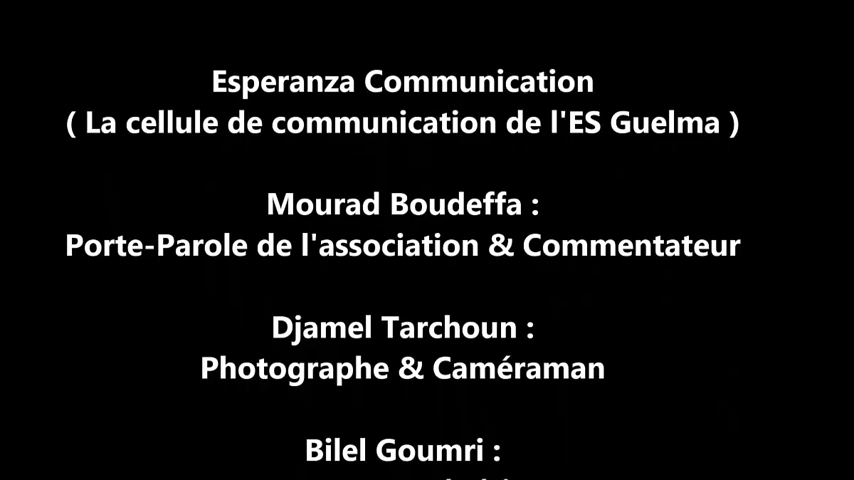 Esperanza Communication
( La cellule de communication de l'ES Guelma )
Mourad Boudeffa :
Porte-Parole de l'association & Commentateur
Djamel Tarchoun :
Photographe & Caméraman
Bilel Goumri :